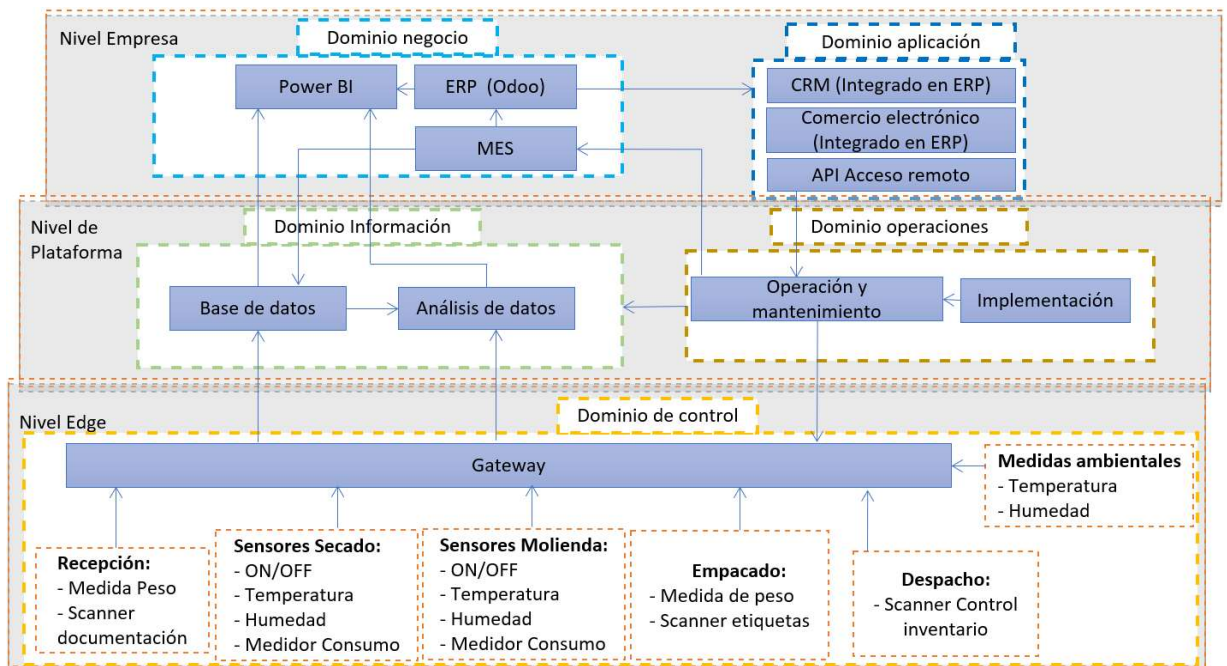 Nivel Empresa
Dominio negocio
Dominio aplicación
Power BI
ERP (Odoo)
MES
CRM (Integrado en ERP)
Comercio electrónico
(Integrado en ERP)
API Acceso remoto
Nivel de
Plataforma
Dominio Información
Dominio operaciones
Base de datos
Análisis de datos
Operación y
mantenimiento
Implementación
Nivel Edge
Dominio de control
Gateway
Medidas ambientales
- Temperatura
- Humedad
Recepción:
- Medida Peso
- Scanner
documentación
Sensores Secado:
- ON/OFF
- Temperatura
- Humedad
- Medidor Consumo
Sensores Molienda:
- ON/OFF
- Temperatura
- Humedad
- Medidor Consumo
Empacado:
- Medida de peso
- Scanner etiquetas
Despacho:
- Scanner Control
inventario